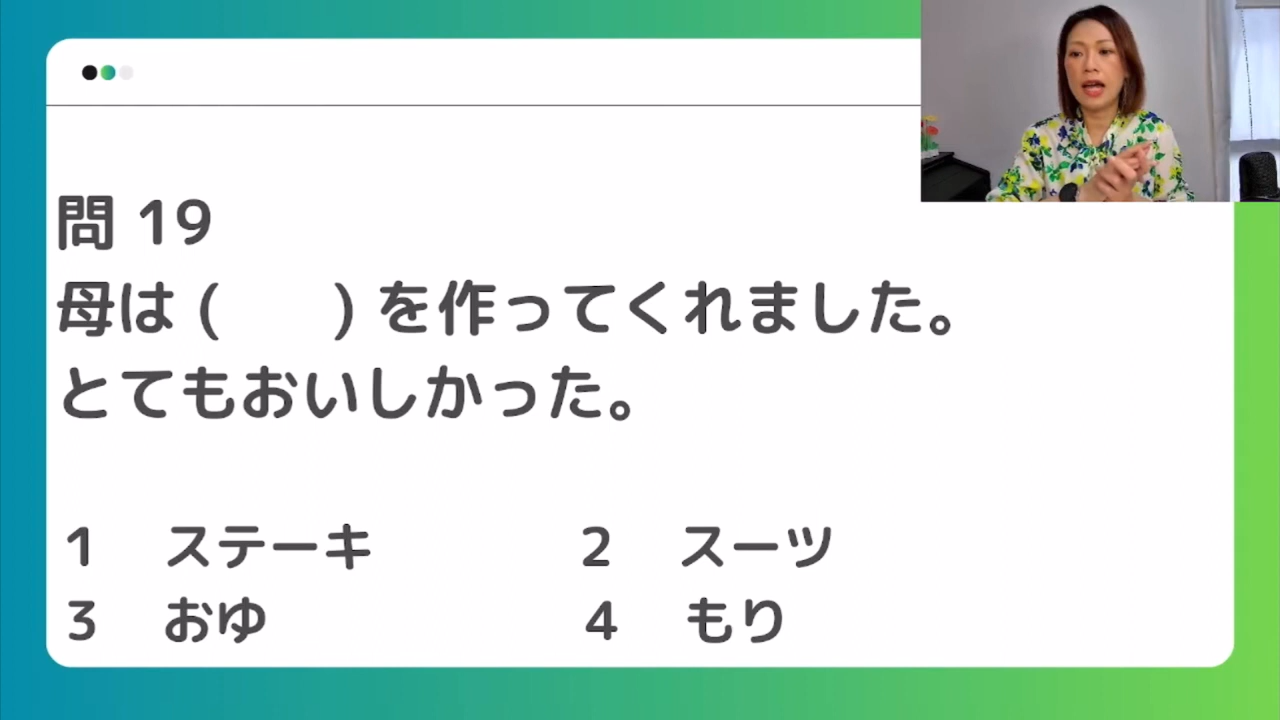 問 19
母は (　　) を作ってくれました。
とてもおいしかった。
1　ステーキ　2　スーツ
3　おゆ　4　もり